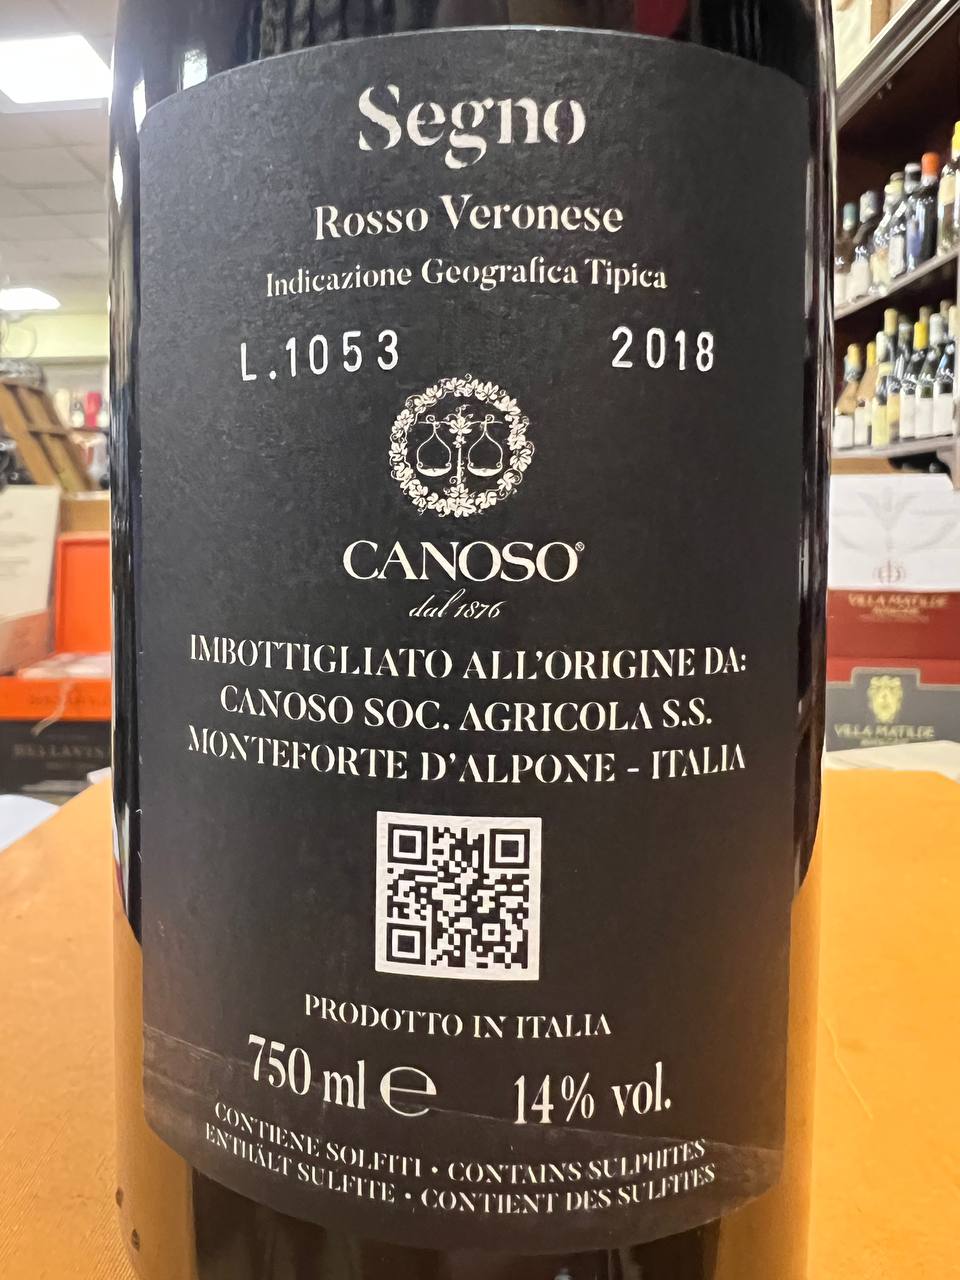 Segno
Rosso Veronese
Indicazione Geografica Tipica
L.1053 2018
CANOSO®
dal 1876
IMBOTTIGLIATO ALL'ORIGINE DA:
CANOSO SOC. AGRICOLA S.S.
MONTEFORTE D'ALPONE - ITALIA
PRODOTTO IN ITALIA
750 ml e 14% vol.
CONTIENE SOLFITI • CONTAINS SULPHITES
ENTHÄLT SULFITE • CONTIENT DES SULFITES
VILLA MATILDE
VILLA MATILDE